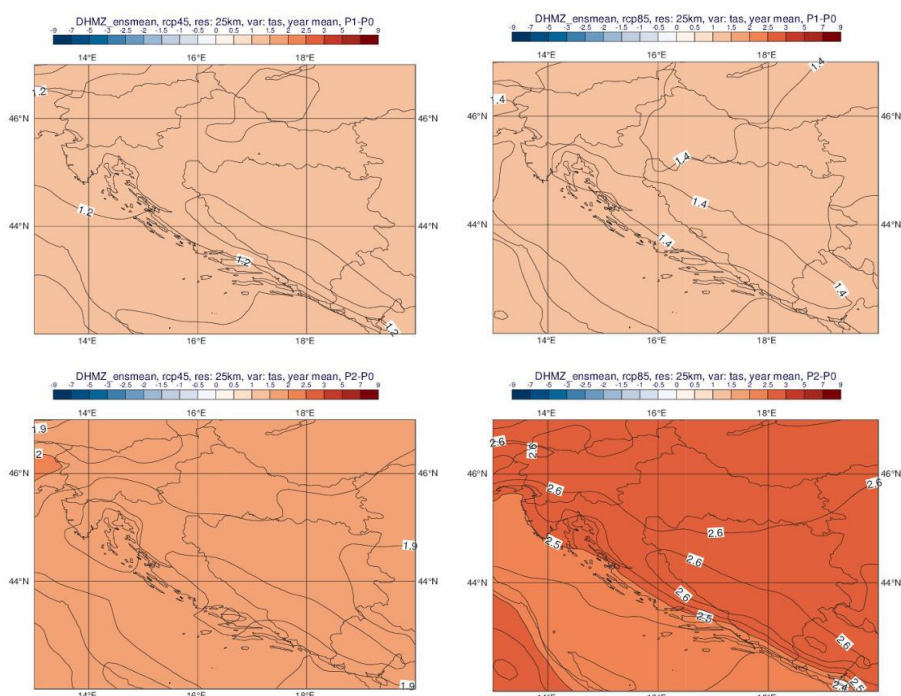 DHMZ_ensmean, rcp45, res: 25km, var: tas, year mean, P1-P0
-9 -7 -5 -3 -2 -1.5 -1 -0.5 0 0.5 1 1.5 2 2.5 3 5 7 9
14°E 16°E 18°E
1.2
46°N
1.2
44°N
1.2
1.2
14°E 16°E 18°E
DHMZ_ensmean, rcp85, res: 25km, var: tas, year mean, P1-P0
-9 -7 -5 -3 -2 -1.5 -1 -0.5 0 0.5 1 1.5 2 2.5 3 5 7 9
14°E 16°E 18°E
1.4
1.4
46°N
1.4
1.4
44°N
1.4
1.4
14°E 16°E 18°E
DHMZ_ensmean, rcp45, res: 25km, var: tas, year mean, P2-P0
-9 -7 -5 -3 -2 -1.5 -1 -0.5 0 0.5 1 1.5 2 2.5 3 5 7 9
14°E 16°E 18°E
1.9
2
46°N
1.9
44°N
1.9
DHMZ_ensmean, rcp85, res: 25km, var: tas, year mean, P2-P0
-9 -7 -5 -3 -2 -1.5 -1 -0.5 0 0.5 1 1.5 2 2.5 3 5 7 9
14°E 16°E 18°E
2.6
2.6
46°N
2.6
2.6
2.6
2.5
2.6
44°N
2.6
2.5
2.6
2.4